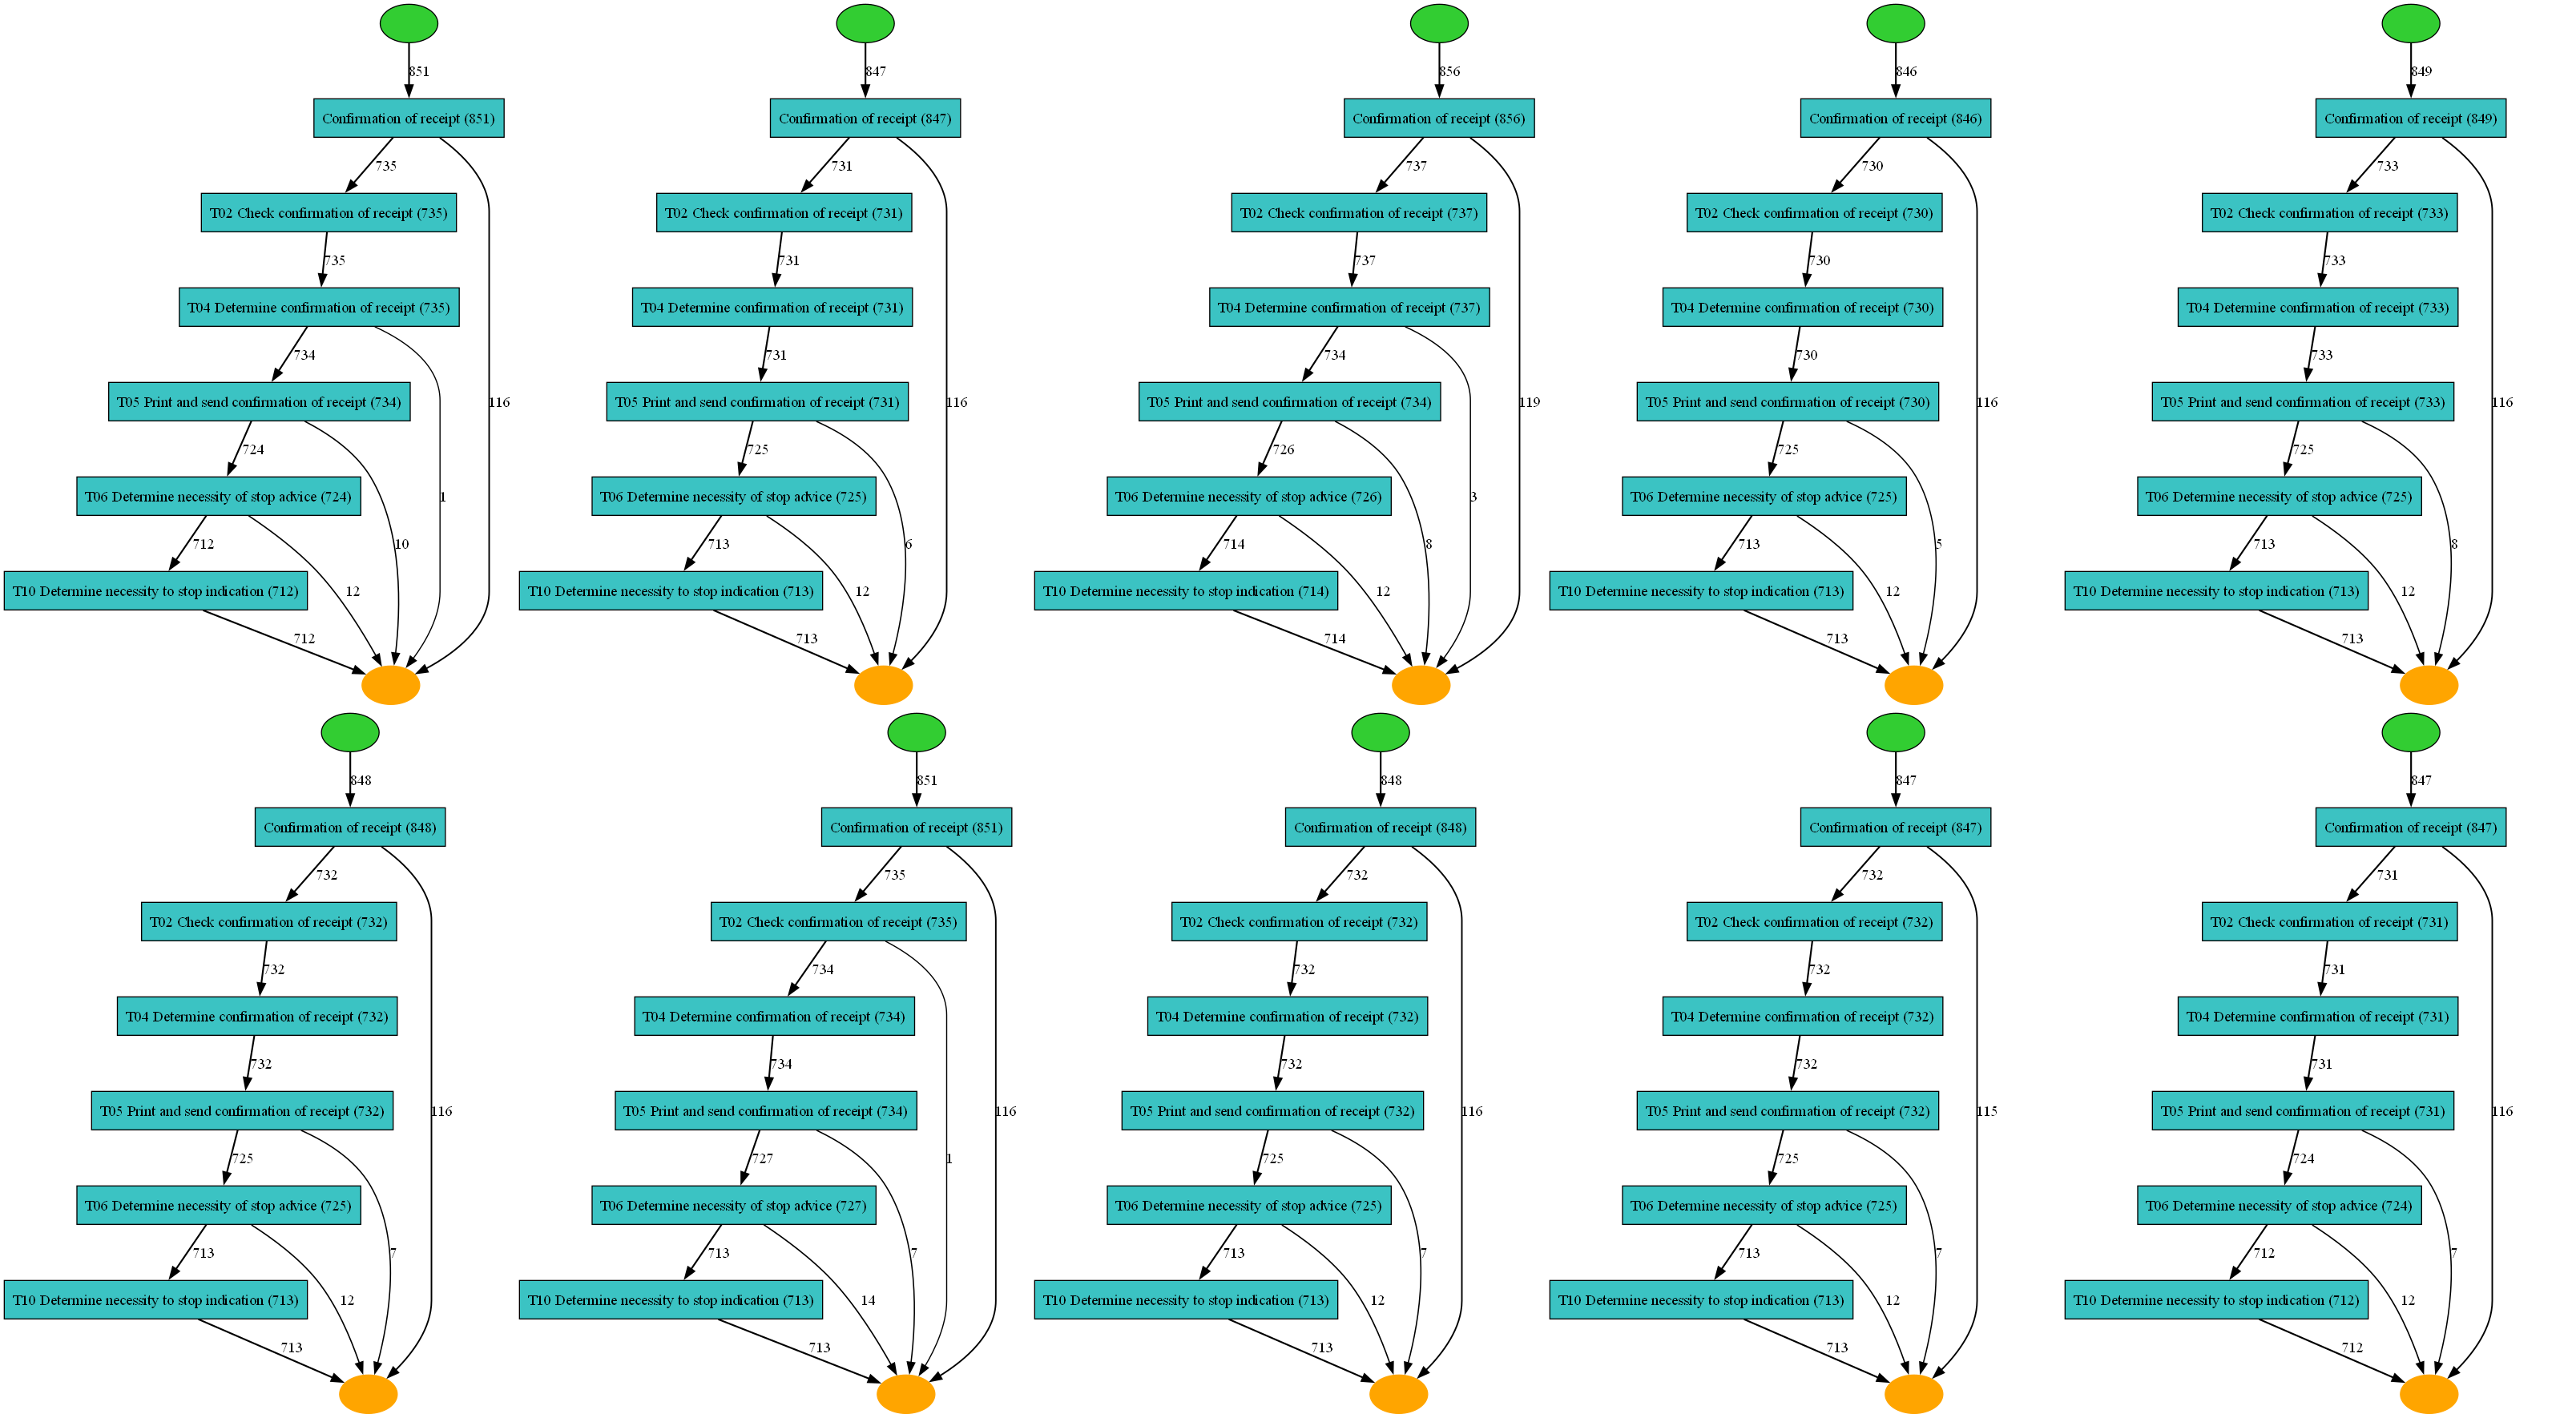 851
Confirmation of receipt (851)
735
T02 Check confirmation of receipt (735)
735
T04 Determine confirmation of receipt (735)
734
T05 Print and send confirmation of receipt (734)
116
724
T06 Determine necessity of stop advice (724)
1
712
10
T10 Determine necessity to stop indication (712)
12
712
847
Confirmation of receipt (847)
731
T02 Check confirmation of receipt (731)
731
T04 Determine confirmation of receipt (731)
731
T05 Print and send confirmation of receipt (731)
116
725
T06 Determine necessity of stop advice (725)
713
6
T10 Determine necessity to stop indication (713)
12
713
856
Confirmation of receipt (856)
737
T02 Check confirmation of receipt (737)
737
T04 Determine confirmation of receipt (737)
734
T05 Print and send confirmation of receipt (734)
119
726
T06 Determine necessity of stop advice (726)
3
714
8
T10 Determine necessity to stop indication (714)
12
714
846
Confirmation of receipt (846)
730
T02 Check confirmation of receipt (730)
730
T04 Determine confirmation of receipt (730)
730
T05 Print and send confirmation of receipt (730)
116
725
T06 Determine necessity of stop advice (725)
713
5
T10 Determine necessity to stop indication (713)
12
713
849
Confirmation of receipt (849)
733
T02 Check confirmation of receipt (733)
733
T04 Determine confirmation of receipt (733)
733
T05 Print and send confirmation of receipt (733)
116
725
T06 Determine necessity of stop advice (725)
713
8
T10 Determine necessity to stop indication (713)
12
713
848
Confirmation of receipt (848)
732
T02 Check confirmation of receipt (732)
732
T04 Determine confirmation of receipt (732)
732
T05 Print and send confirmation of receipt (732)
116
725
T06 Determine necessity of stop advice (725)
713
7
T10 Determine necessity to stop indication (713)
12
713
851
Confirmation of receipt (851)
735
T02 Check confirmation of receipt (735)
734
T04 Determine confirmation of receipt (734)
734
T05 Print and send confirmation of receipt (734)
116
727
1
T06 Determine necessity of stop advice (727)
713
7
T10 Determine necessity to stop indication (713)
14
713
848
Confirmation of receipt (848)
732
T02 Check confirmation of receipt (732)
732
T04 Determine confirmation of receipt (732)
732
T05 Print and send confirmation of receipt (732)
116
725
T06 Determine necessity of stop advice (725)
713
7
T10 Determine necessity to stop indication (713)
12
713
847
Confirmation of receipt (847)
732
T02 Check confirmation of receipt (732)
732
T04 Determine confirmation of receipt (732)
732
T05 Print and send confirmation of receipt (732)
115
725
T06 Determine necessity of stop advice (725)
713
7
T10 Determine necessity to stop indication (713)
12
713
847
Confirmation of receipt (847)
731
T02 Check confirmation of receipt (731)
731
T04 Determine confirmation of receipt (731)
731
T05 Print and send confirmation of receipt (731)
116
724
T06 Determine necessity of stop advice (724)
712
7
T10 Determine necessity to stop indication (712)
12
712